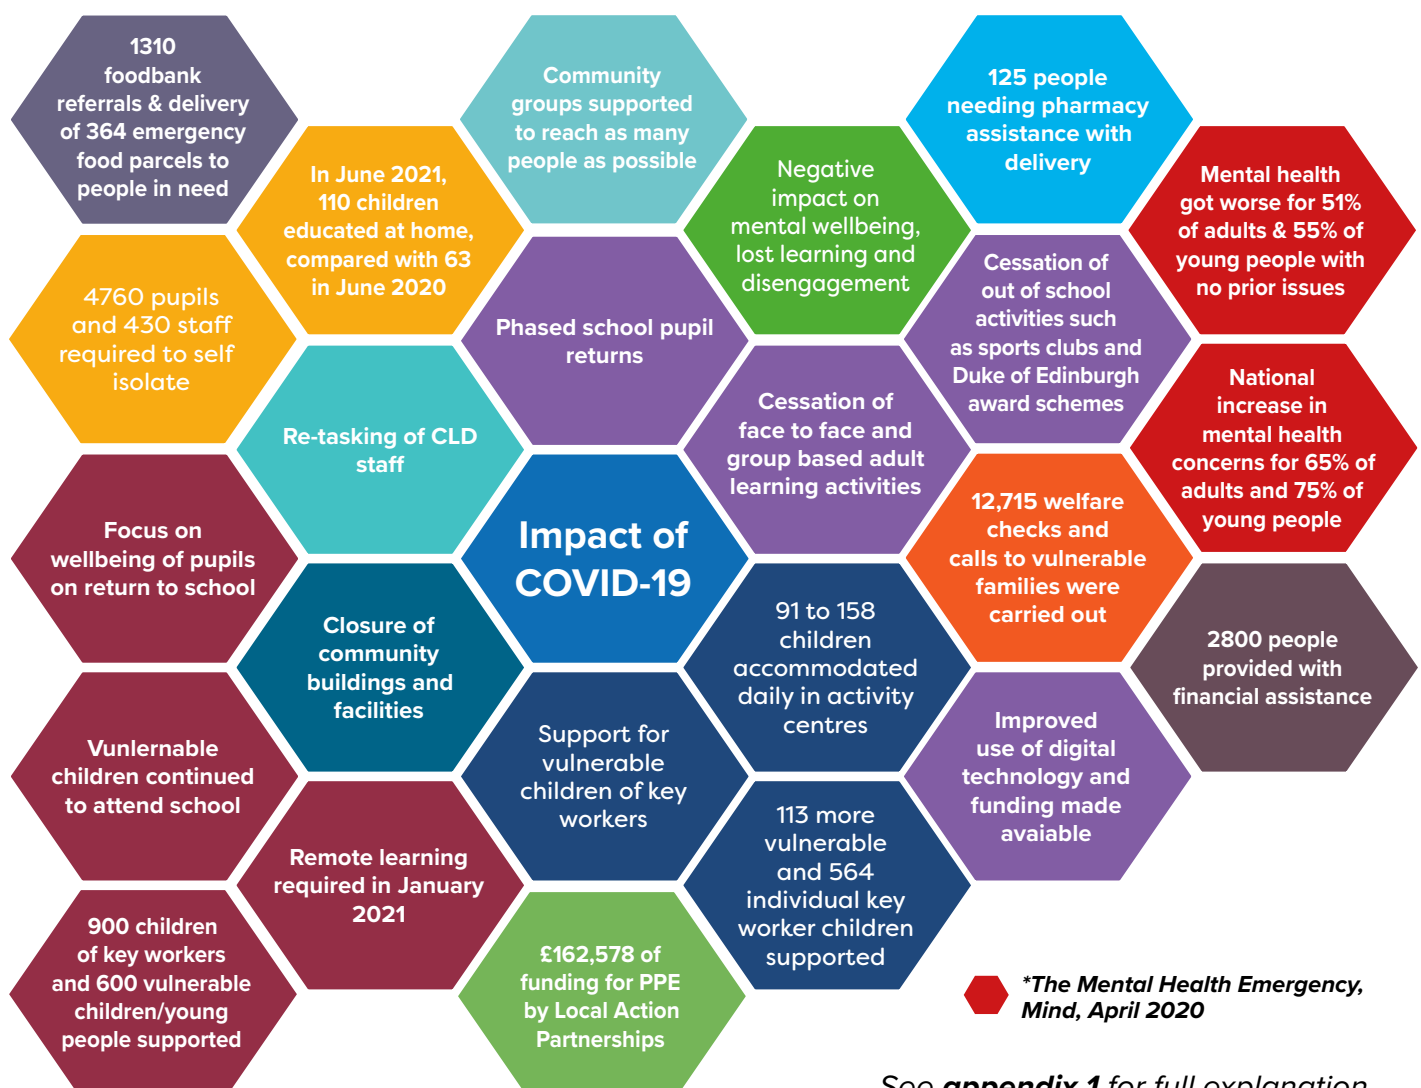 1310
foodbank
referrals & delivery
of 364 emergency
food parcels to
people in need
Community
groups supported
to reach as many
people as possible
125 people
needing pharmacy
assistance with
delivery
In June 2021,
110 children
educated at home,
compared with 63
in June 2020
Negative
impact on
mental wellbeing,
lost learning and
disengagement
Mental health
got worse for 51%
of adults & 55% of
young people with
no prior issues
4760 pupils
and 430 staff
required to self
isolate
Phased school pupil
returns
Cessation of
out of school
activities such
as sports clubs and
Duke of Edinburgh
award schemes
Re-tasking of CLD
staff
Cessation of
face to face and
group based adult
learning activities
National
increase in
mental health
concerns for 65% of
adults and 75% of
young people
Focus on
wellbeing of pupils
on return to school
Impact of
COVID-19
12,715 welfare
checks and
calls to vulnerable
families were
carried out
Closure of
community
buildings and
facilities
91 to 158
children
accommodated
daily in activity
centres
2800 people
provided with
financial assistance
Vunlernable
children continued
to attend school
Support for
vulnerable
children of key
workers
Improved
use of digital
technology and
funding made
avaiable
Remote learning
required in January
2021
113 more
vulnerable
and 564
individual key
worker children
supported
900 children
of key workers
and 600 vulnerable
children/young
people supported
£162,578 of
funding for PPE
by Local Action
Partnerships
*The Mental Health Emergency,
Mind, April 2020
See appendix 1 for full explanation